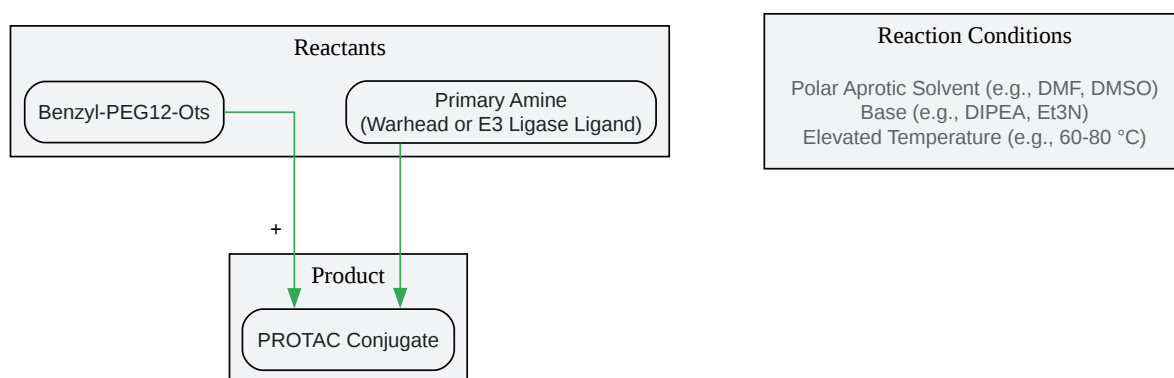 Reactants
Benzyl-PEG12-Ots
Primary Amine
(Warhead or E3 Ligase Ligand)
+
Product
PROTAC Conjugate
Reaction Conditions
Polar Aprotic Solvent (e.g., DMF, DMSO)
Base (e.g., DIPEA, Et3N)
Elevated Temperature (e.g., 60-80 °C)